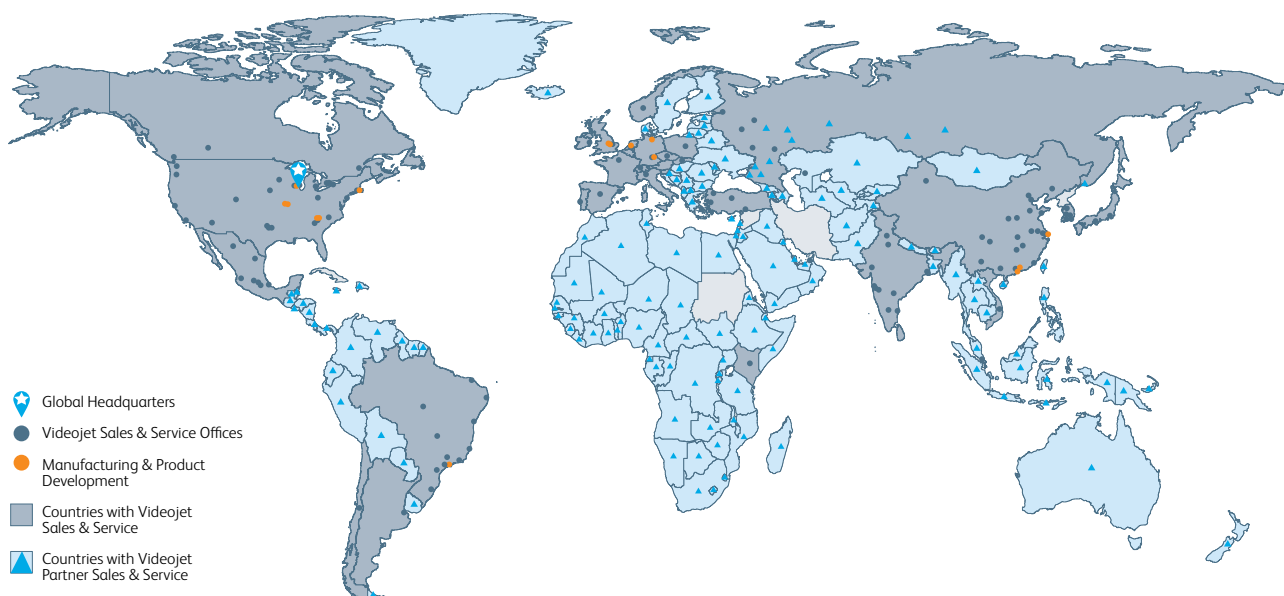 Global Headquarters
Videojet Sales & Service Offices
Manufacturing & Product
Development
Countries with Videojet
Sales & Service
Countries with Videojet
Partner Sales & Service